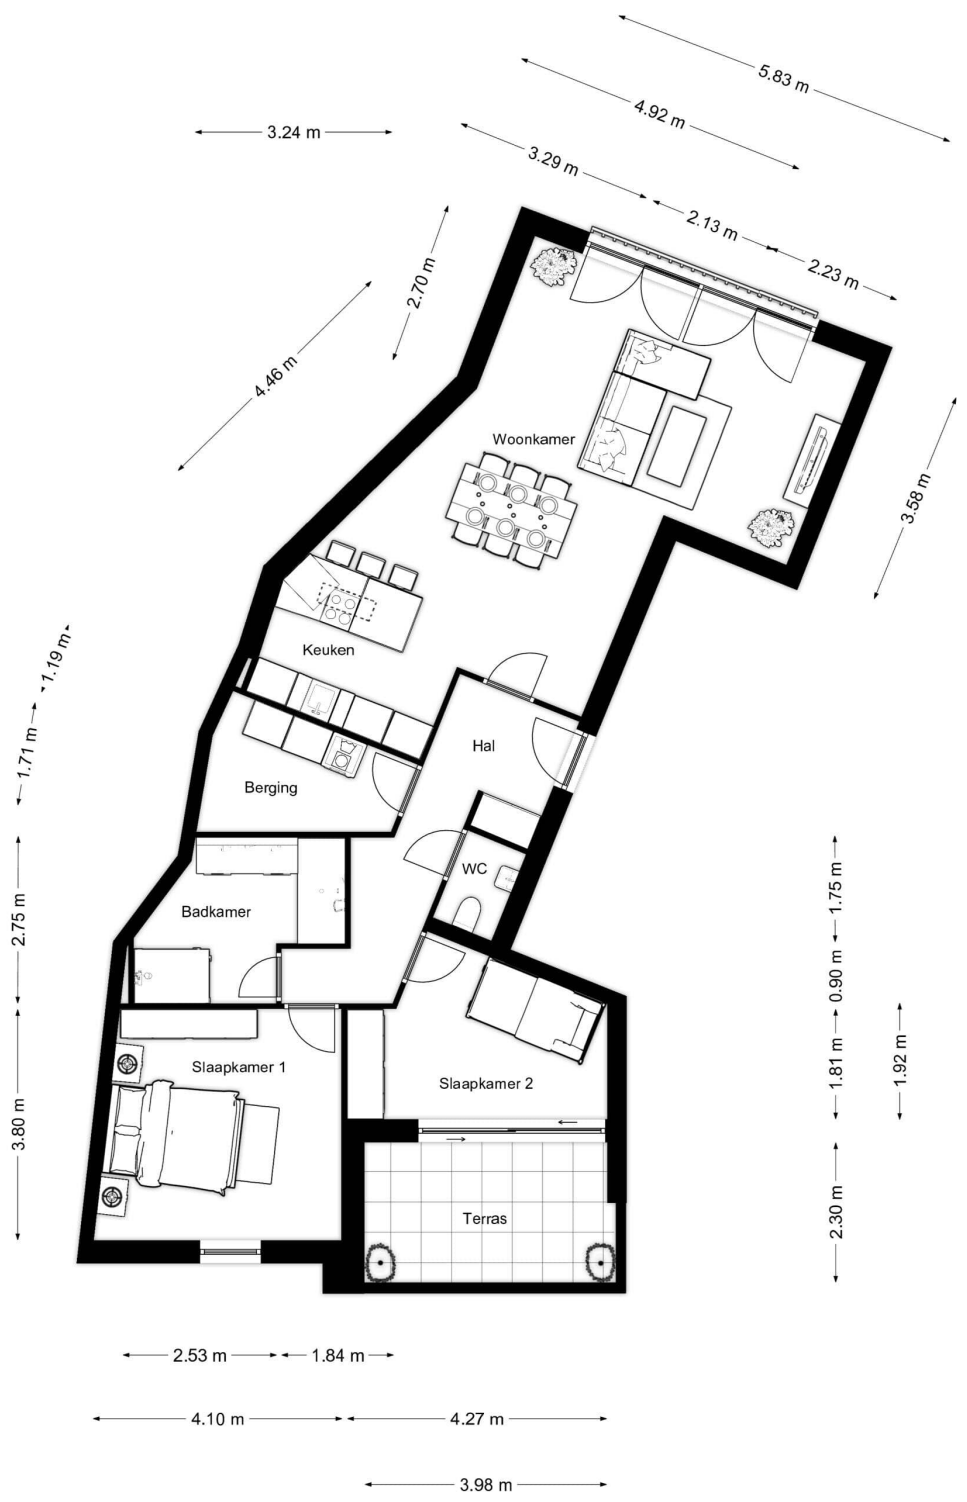 5.83 m
4.92 m
3.24 m
3.29 m
2.13 m
2.23 m
2.70 m
4.46 m
Woonkamer
3.58 m
Keuken
1.19 m
1.71 m
Hal
Berging
WC
1.75 m
2.75 m
Badkamer
0.90 m
Slaapkamer 1
Slaapkamer 2
1.81 m
1.92 m
3.80 m
Terras
2.30 m
2.53 m
1.84 m
4.10 m
4.27 m
3.98 m